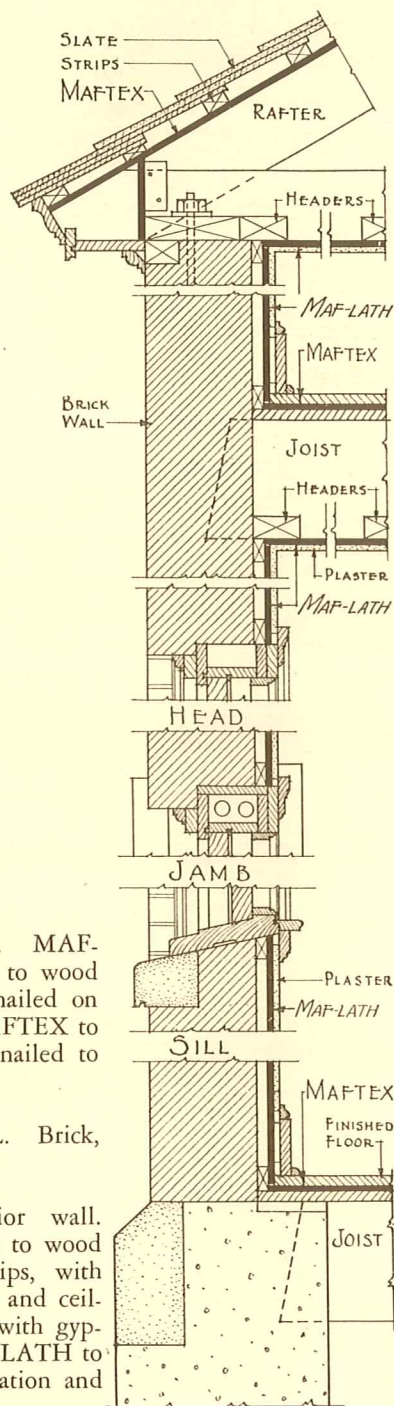 SLATE
STRIPS
MAFTEX
RAFTER
HEADERS
MAF-LATH
MAFTEX
BRICK
WALL
JOIST
HEADERS
PLASTER
MAF-LATH
HEAD
JAMB
MAF-
to wood
nailed on
AFTEX to
nailed to
PLASTER
MAF-LATH
SILL
MAFTEX
Brick,
FINISHED
FLOOR
ior wall.
to wood
ips, with
and ceil-
with gyp-
LATH to
ation and
JOIST